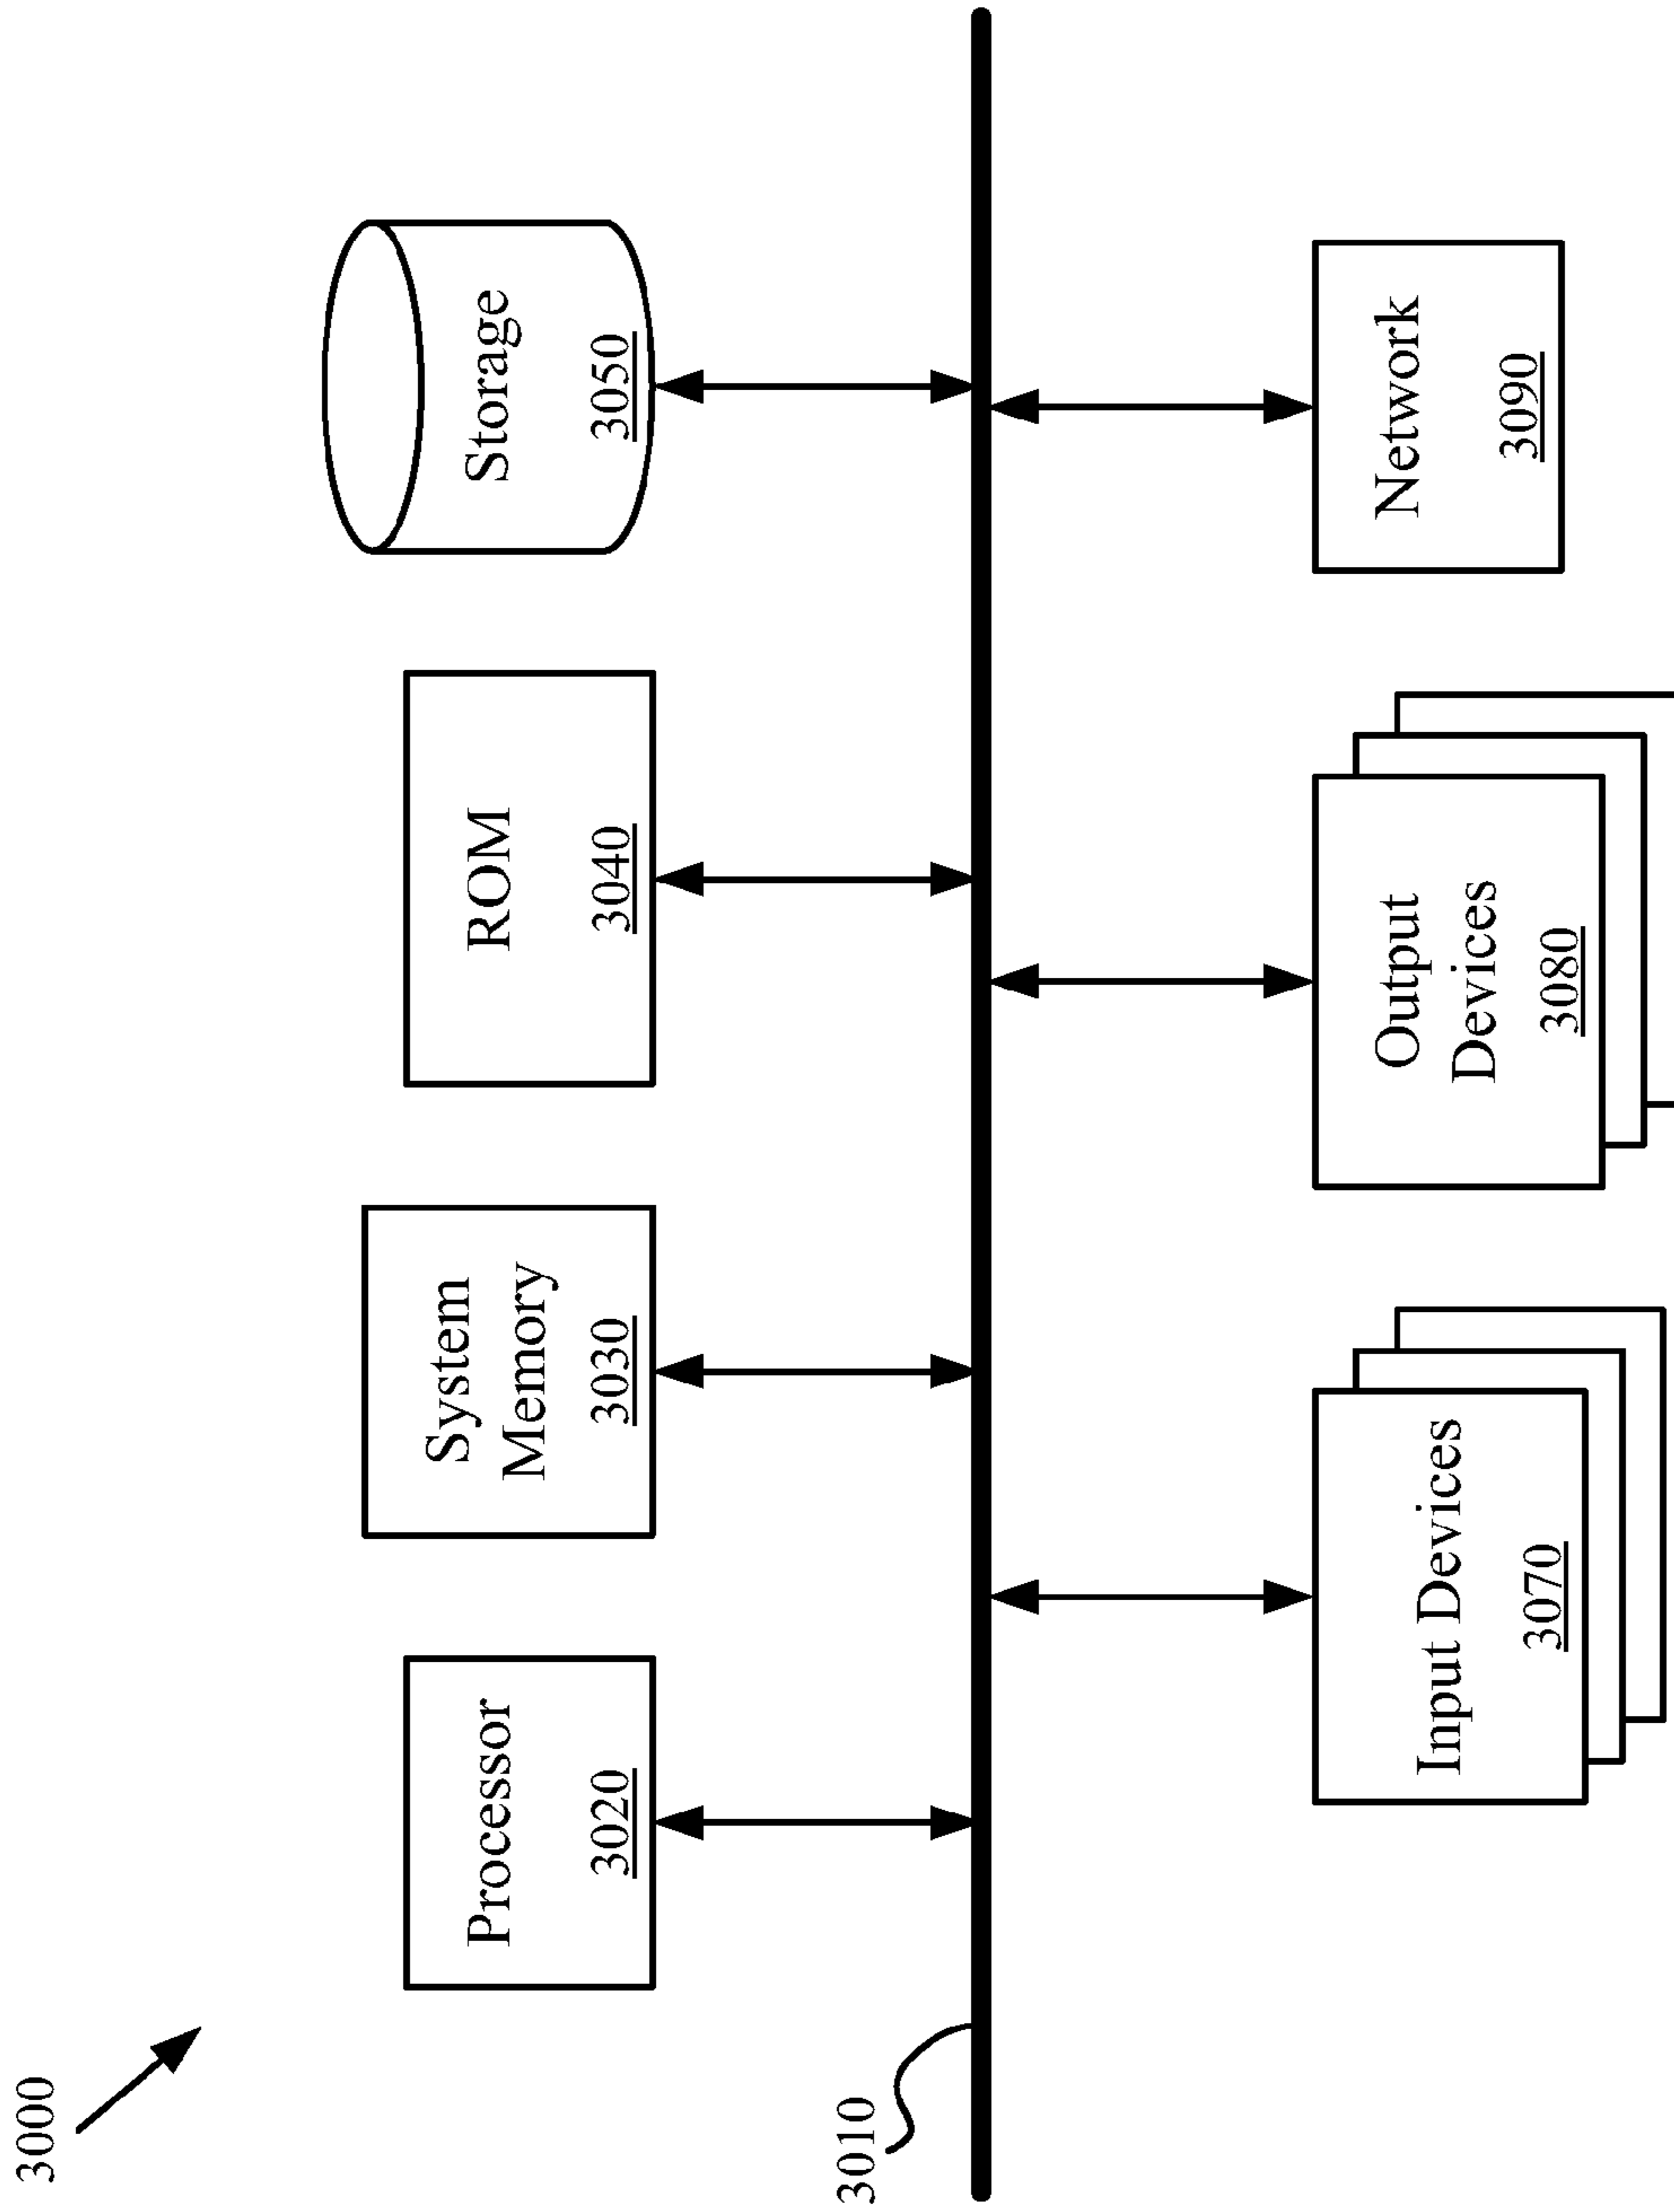 3000
Processor
3020
System
Memory
3030
ROM
3040
Storage
3050
3010
Input Devices
3070
Output
Devices
3080
Network
3090